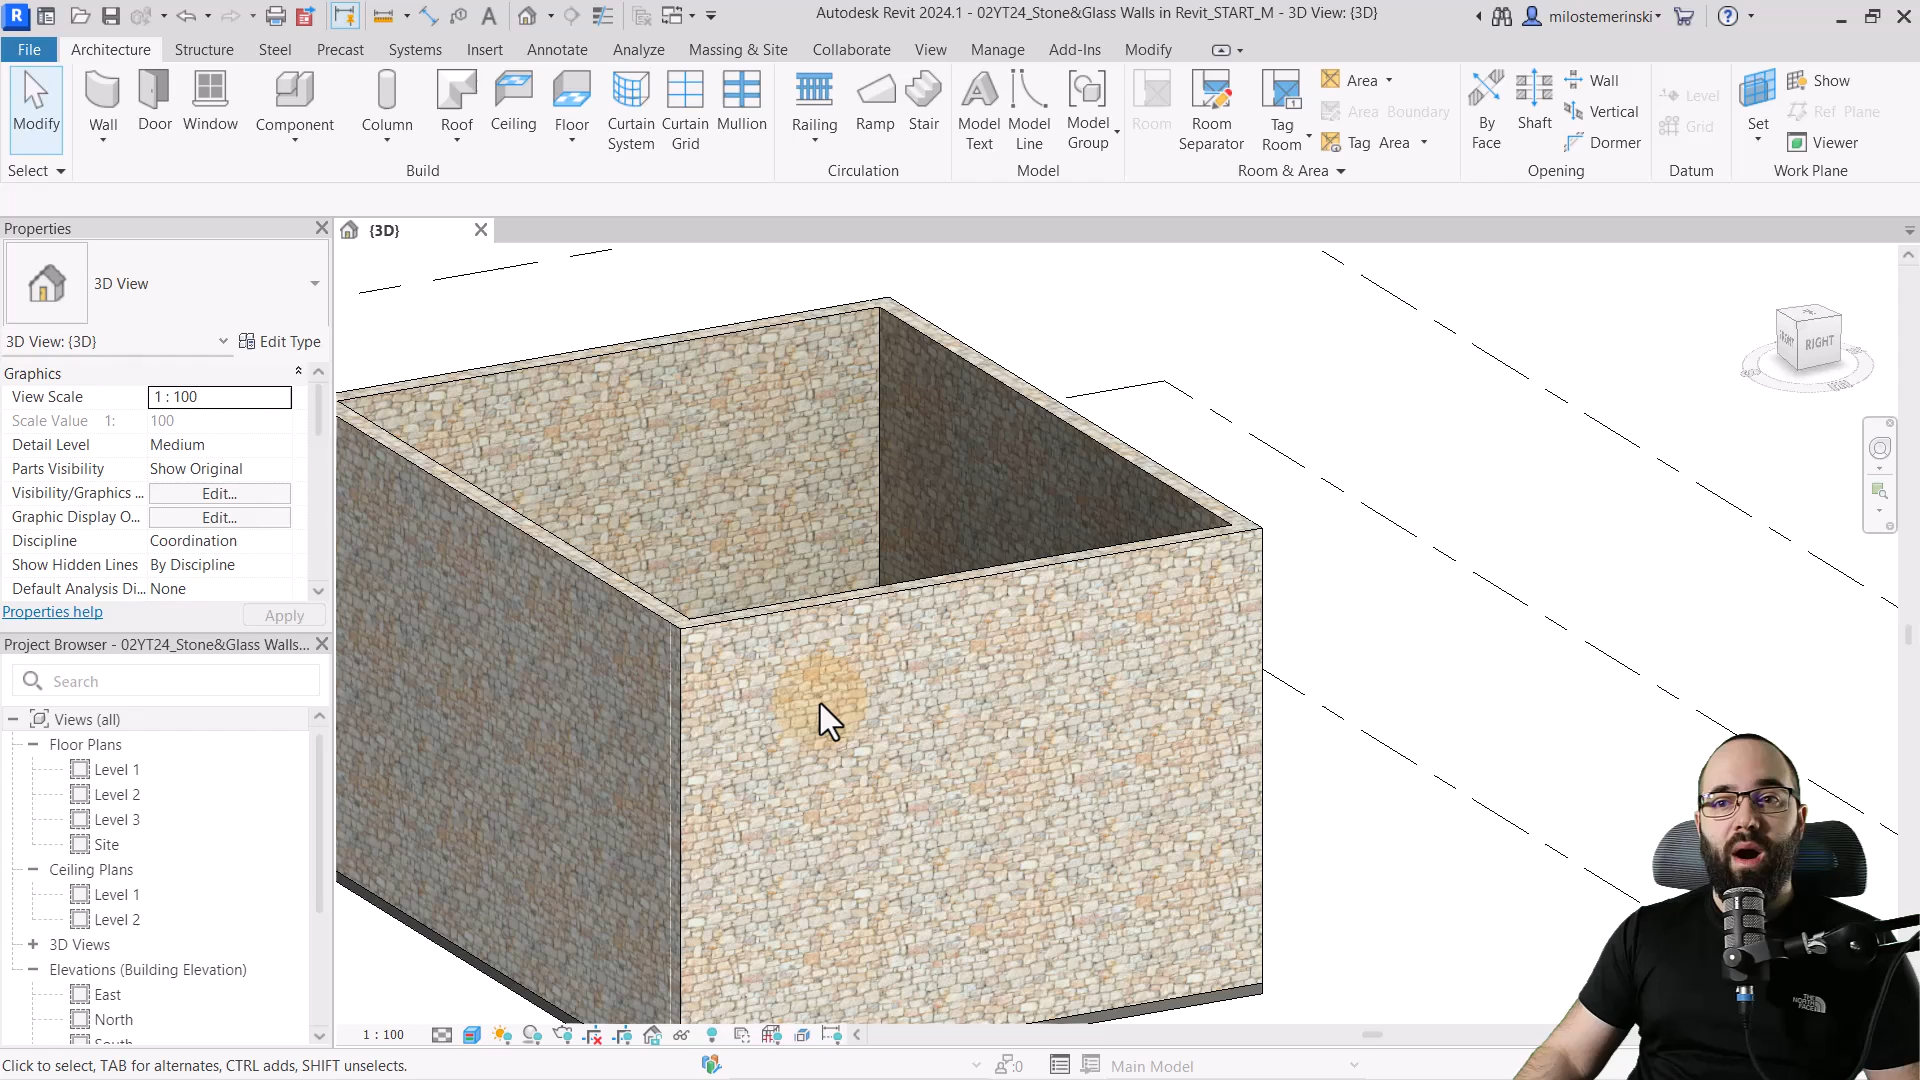 Autodesk Revit 2024.1 - 02YT24_Stone&Glass Walls in Revit_START_M - 3D View: {3D}
milostemerinski
File Architecture Structure Steel Precast Systems Insert Annotate Analyze Massing & Site Collaborate View Manage Add-Ins Modify
Modify
Wall Door Window Component Column Roof Ceiling Floor Curtain System Curtain Grid Mullion
Railing Ramp Stair
Model Text Model Line Model Group
Room Room Separator Tag Room
Area
Area Boundary
Tag Area
By Face Shaft
Wall
Vertical
Dormer
Level
Grid
Set
Show
Ref Plane
Viewer
Select Build Circulation Model Room & Area Opening Datum Work Plane
Properties
{3D}
3D View
3D View: {3D} Edit Type
Graphics
View Scale 1 : 100
Scale Value 1: 100
Detail Level Medium
Parts Visibility Show Original
Visibility/Graphics ... Edit...
Graphic Display O... Edit...
Discipline Coordination
Show Hidden Lines By Discipline
Default Analysis Di... None
Properties help Apply
Project Browser - 02YT24_Stone&Glass Walls...
Search
Views (all)
Floor Plans
Level 1
Level 2
Level 3
Site
Ceiling Plans
Level 1
Level 2
3D Views
Elevations (Building Elevation)
East
North
RIGHT
1 : 100
Click to select, TAB for alternates, CTRL adds, SHIFT unselects.
:0
Main Model
THE NORTH FACE